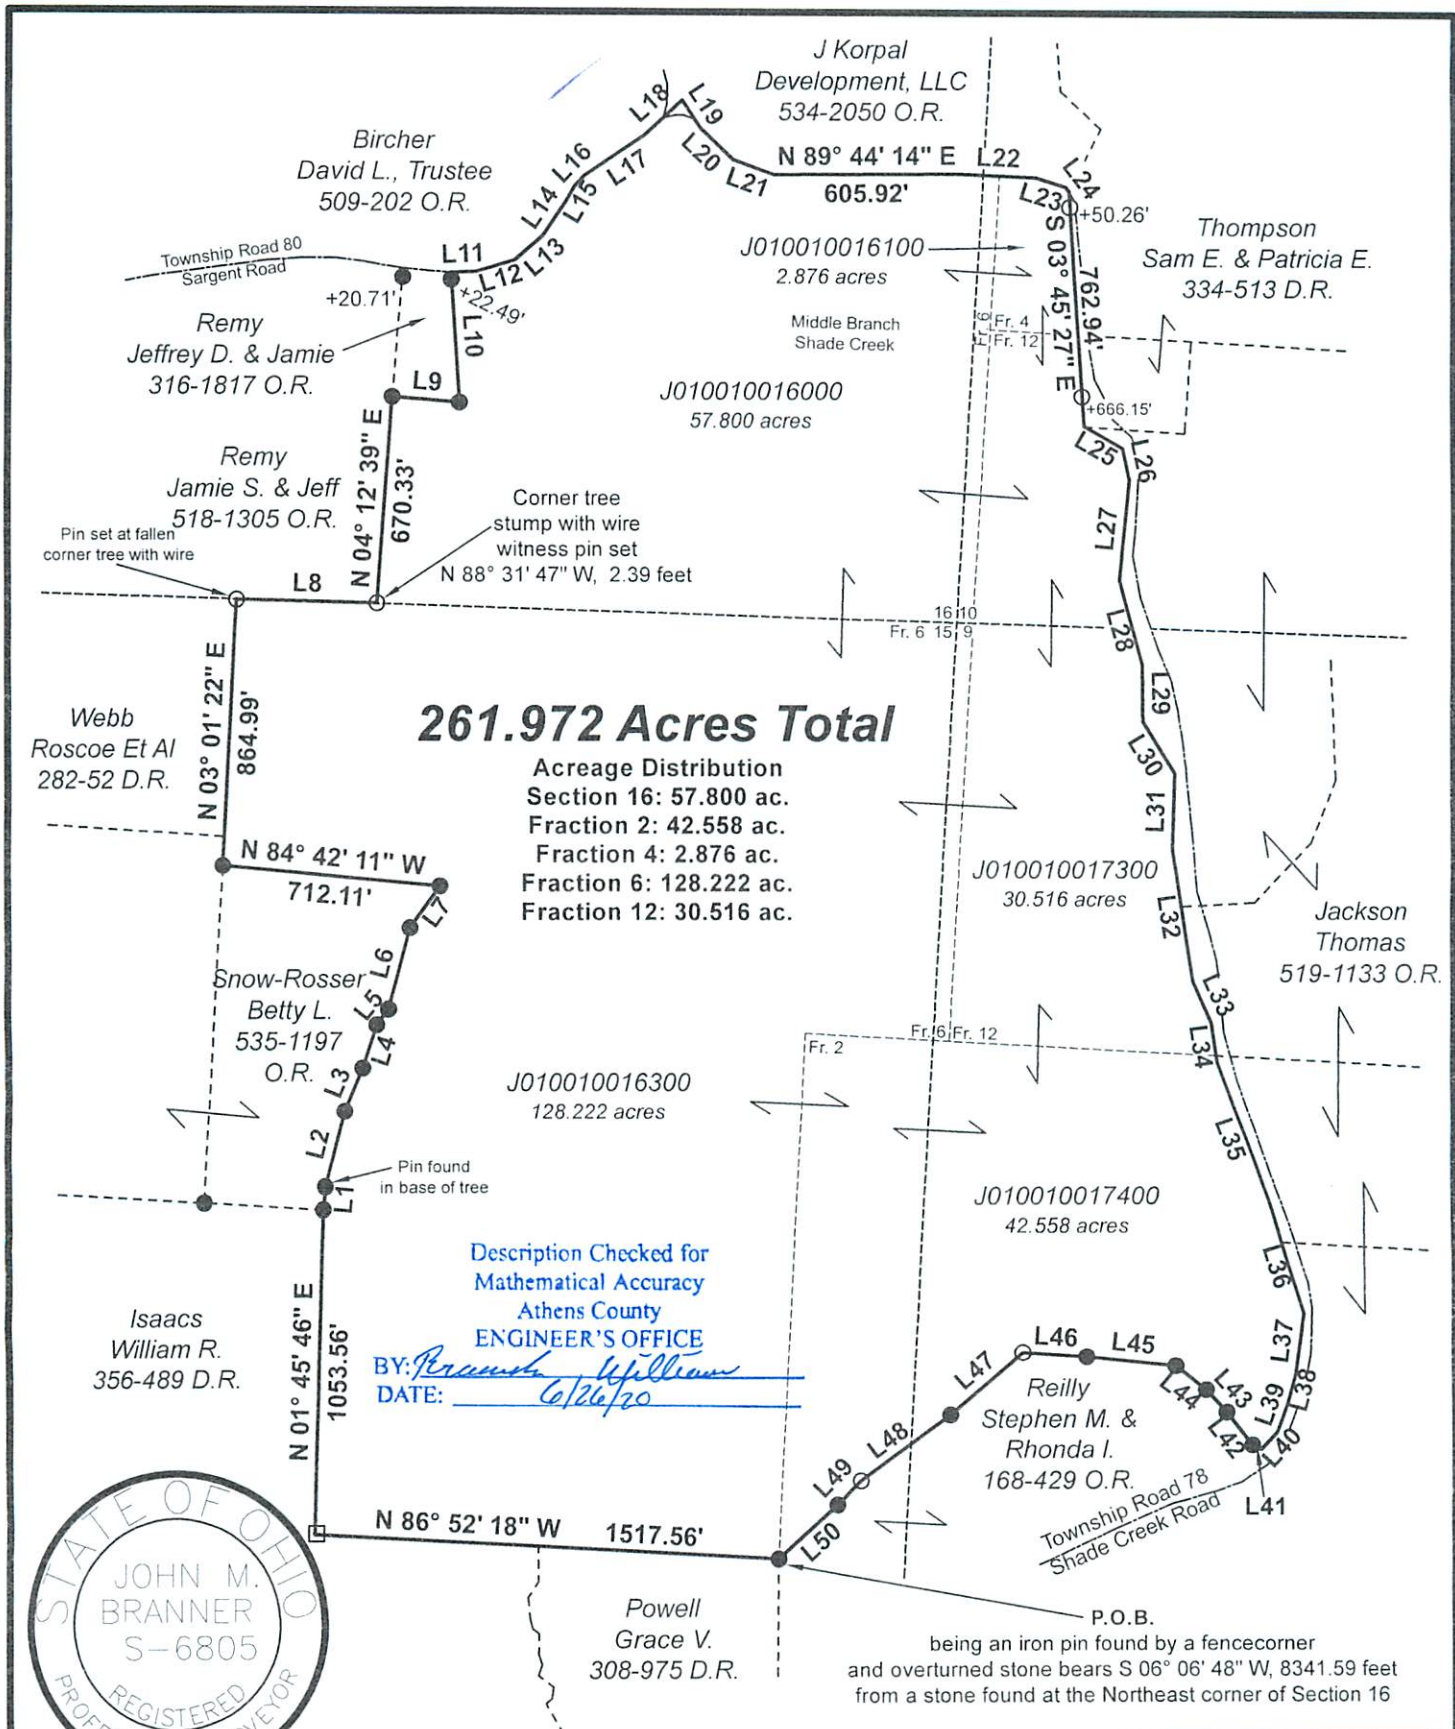 J Korpal
Development, LLC
534-2050 O.R.
Bircher
David L., Trustee
509-202 O.R.
L18
L19
L20
L21
N 89° 44' 14" E
605.92'
L22
L23
L24
+50.26'
L17
L16
L15
L14
L13
L12
L11
Township Road 80
Sargent Road
+20.71'
+22.49'
L10
L9
Remy
Jeffrey D. & Jamie
316-1817 O.R.
J010010016100
2.876 acres
Middle Branch
Shade Creek
Fr. 6
Fr. 4
Fr. 12
S 03° 45' 27" E
762.94'
Thompson
Sam E. & Patricia E.
334-513 D.R.
J010010016000
57.800 acres
+666.15'
L25
L26
L27
L28
L29
L30
L31
L32
L33
L34
L35
L36
L37
L38
L39
L40
L41
Remy
Jamie S. & Jeff
518-1305 O.R.
N 04° 12' 39" E
670.33'
Corner tree
stump with wire
witness pin set
N 88° 31' 47" W, 2.39 feet
Pin set at fallen
corner tree with wire
L8
16 10
Fr. 6 15 9
Webb
Roscoe Et Al
282-52 D.R.
N 03° 01' 22" E
864.99'
261.972 Acres Total
Acreage Distribution
Section 16: 57.800 ac.
Fraction 2: 42.558 ac.
Fraction 4: 2.876 ac.
Fraction 6: 128.222 ac.
Fraction 12: 30.516 ac.
N 84° 42' 11" W
712.11'
J010010017300
30.516 acres
Jackson
Thomas
519-1133 O.R.
L7
L6
L5
L4
L3
L2
L1
Snow-Rosser
Betty L.
535-1197
O.R.
Fr. 2
Fr. 6
Fr. 12
J010010016300
128.222 acres
Pin found
in base of tree
J010010017400
42.558 acres
Description Checked for
Mathematical Accuracy
Athens County
ENGINEER'S OFFICE
BY:
DATE: 6/26/20
Isaacs
William R.
356-489 D.R.
N 01° 45' 46" E
1053.56'
L46
L45
L44
L43
L42
L47
L48
L49
L50
Reilly
Stephen M. &
Rhonda I.
168-429 O.R.
Township Road 78
Shade Creek Road
N 86° 52' 18" W 1517.56'
STATE OF OHIO
JOHN M.
BRANNER
S-6805
REGISTERED
Powell
Grace V.
308-975 D.R.
P.O.B.
being an iron pin found by a fencecorner
and overturned stone bears S 06° 06' 48" W, 8341.59 feet
from a stone found at the Northeast corner of Section 16